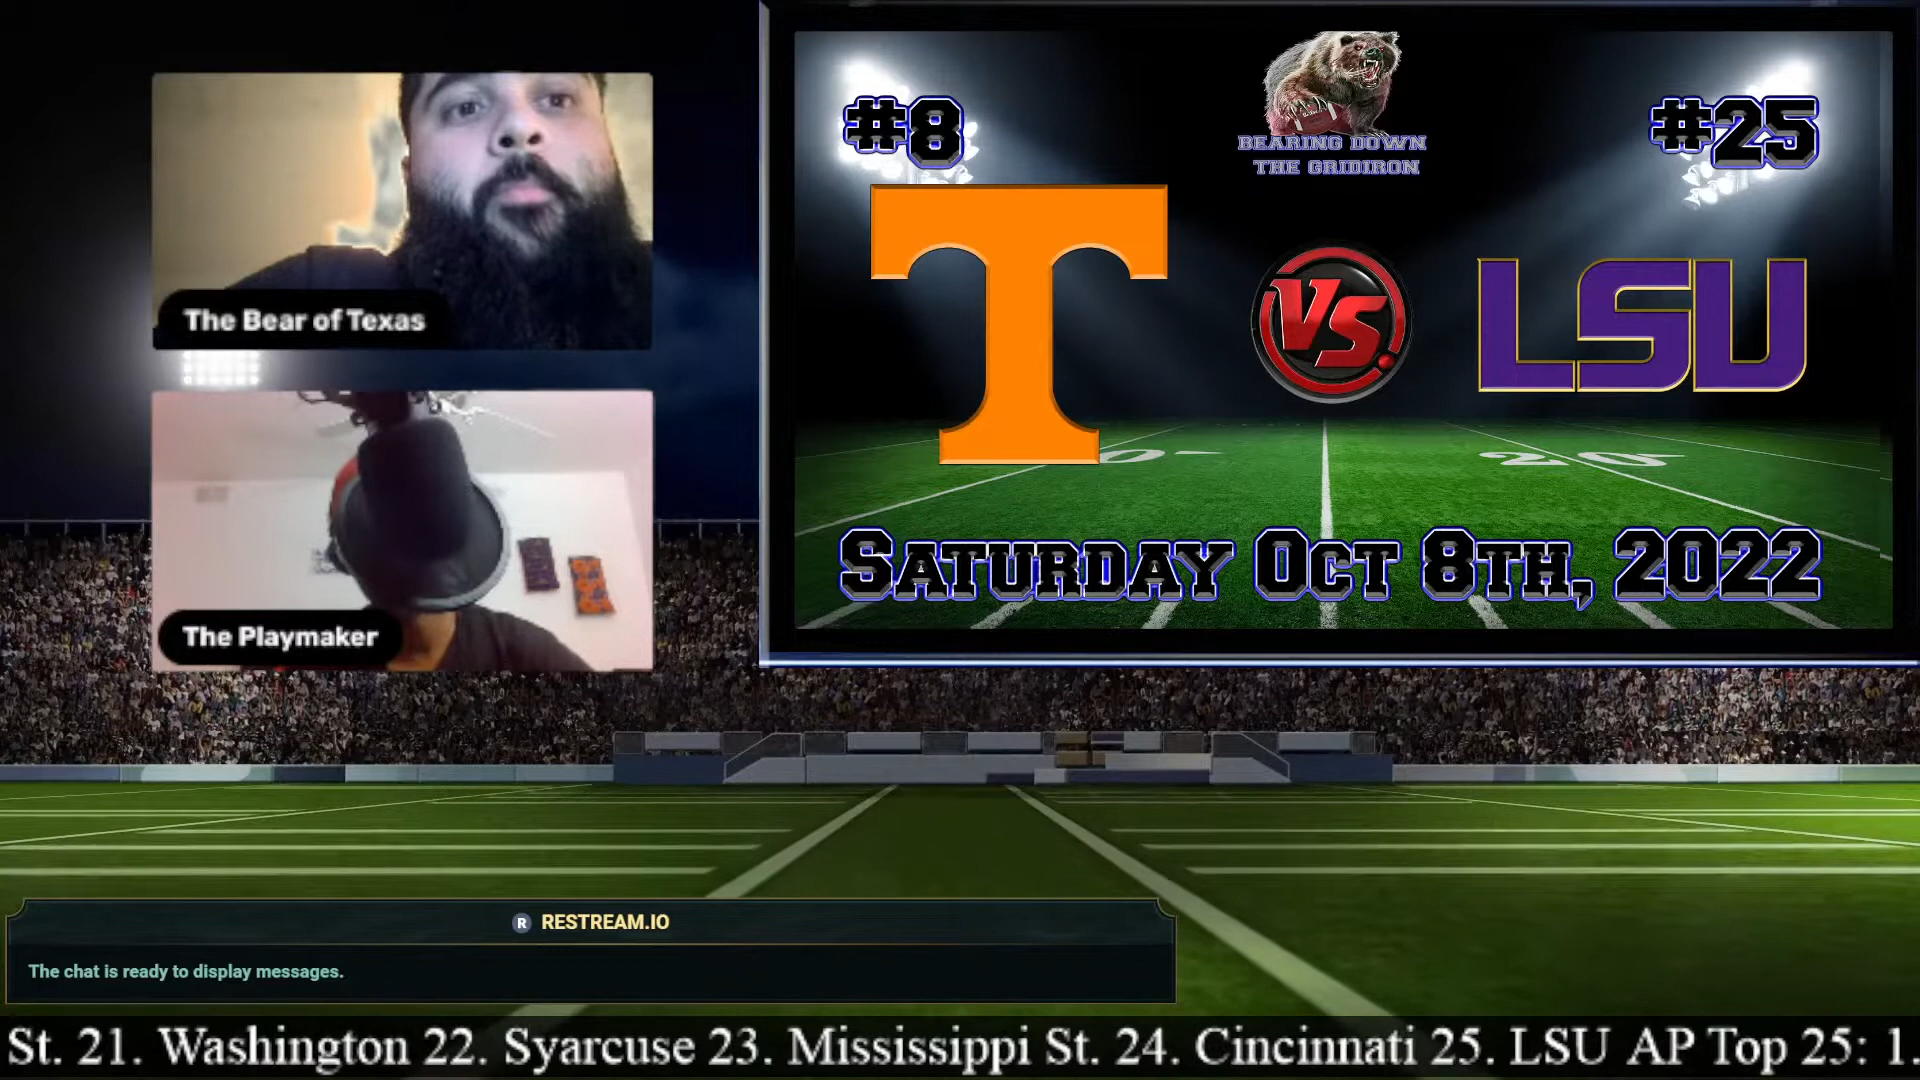 The Bear of Texas
The Playmaker
#8
BEARING DOWN
THE GRIDIRON
#25
T
VS.
LSU
20
SATURDAY OCT 8TH, 2022
R RESTREAM.IO
The chat is ready to display messages.
St. 21. Washington 22. Syarcuse 23. Mississippi St. 24. Cincinnati 25. LSU AP Top 25: 1.